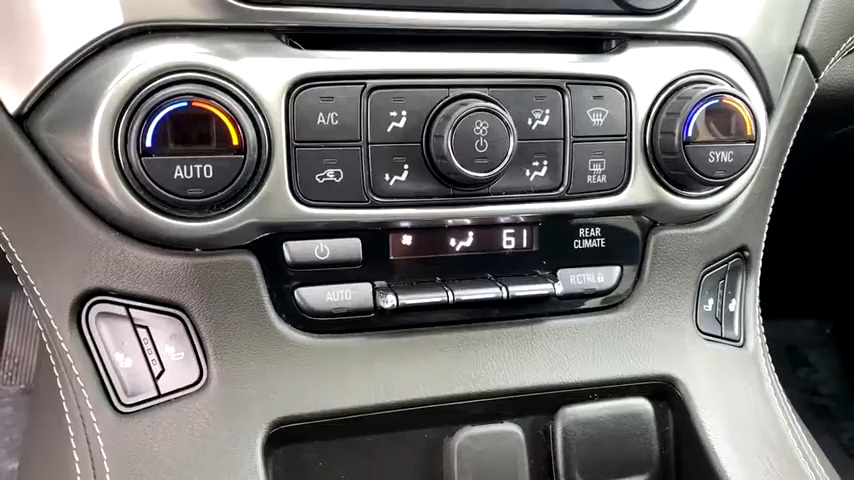 A/C
AUTO
SYNC
REAR
61
REAR
CLIMATE
AUTO
R CTRL